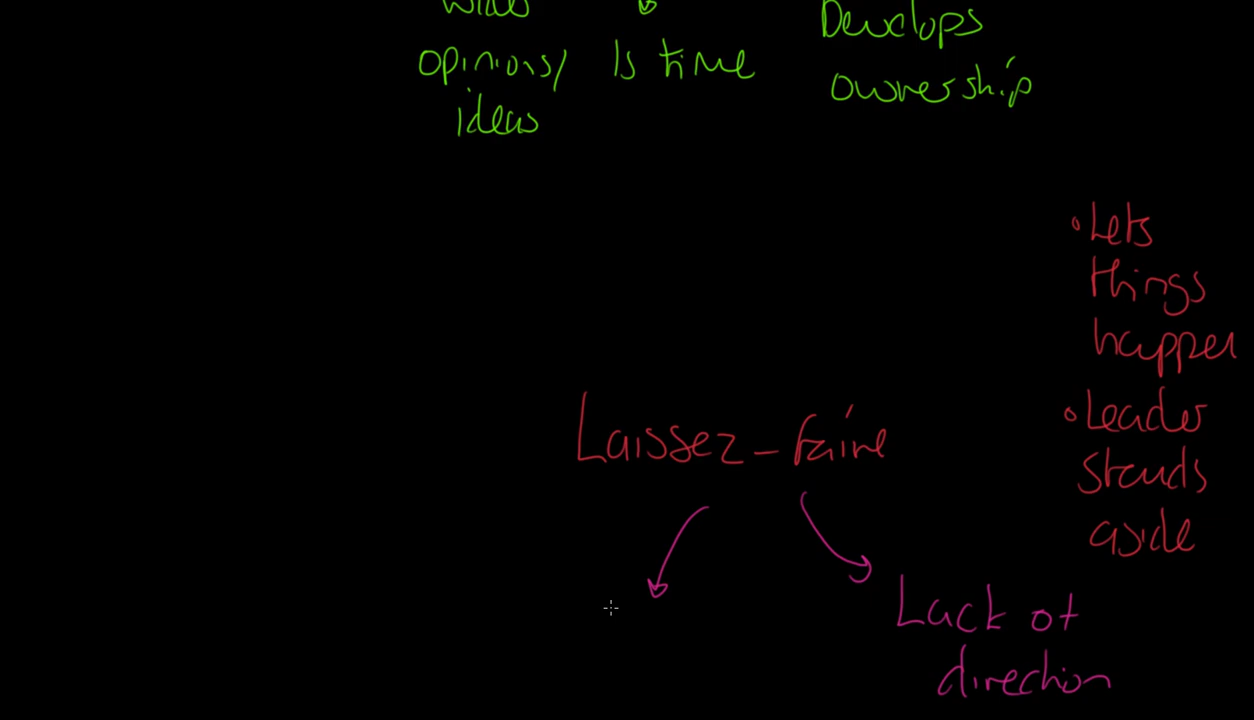 opinions/ Is time
ideas
Develops
ownership
• Lets
things
happen
• Leader
stands
aside
Laissez-faire
Lack of
direction